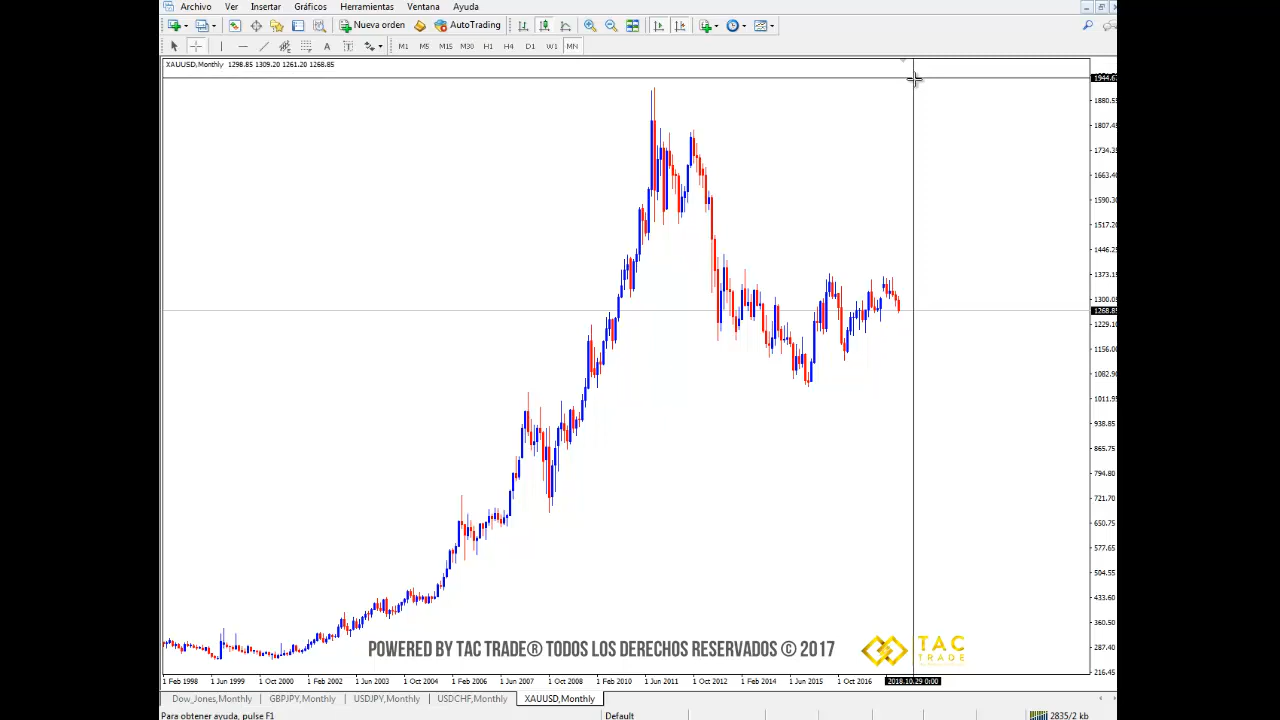 Archivo Ver Insertar Gráficos Herramientas Ventana Ayuda
Nueva orden AutoTrading
A T M1 M5 M15 M30 H1 H4 D1 W1 MN
XAUUSD,Monthly 1298.85 1309.20 1261.20 1268.85
1880.55
1807.45
1734.35
1663.40
1590.30
1517.20
1446.25
1373.15
1300.05
1268.85
1229.10
1156.00
1082.90
1011.95
938.85
865.75
794.80
721.70
650.75
577.65
504.55
433.60
360.50
287.40
216.45
POWERED BY TAC TRADE® TODOS LOS DERECHOS RESERVADOS © 2017
TAC
TRADE
1 Feb 1998 1 Jun 1999 1 Oct 2000 1 Feb 2002 1 Jun 2003 1 Oct 2004 1 Feb 2006 1 Jun 2007 1 Oct 2008 1 Feb 2010 1 Jun 2011 1 Oct 2012 1 Feb 2014 1 Jun 2015 1 Oct 2016 2018.10.29 0:00
Dow_Jones,Monthly GBPJPY,Monthly USDJPY,Monthly USDCHF,Monthly XAUUSD,Monthly
Para obtener ayuda, pulse F1 Default 2835/2 kb